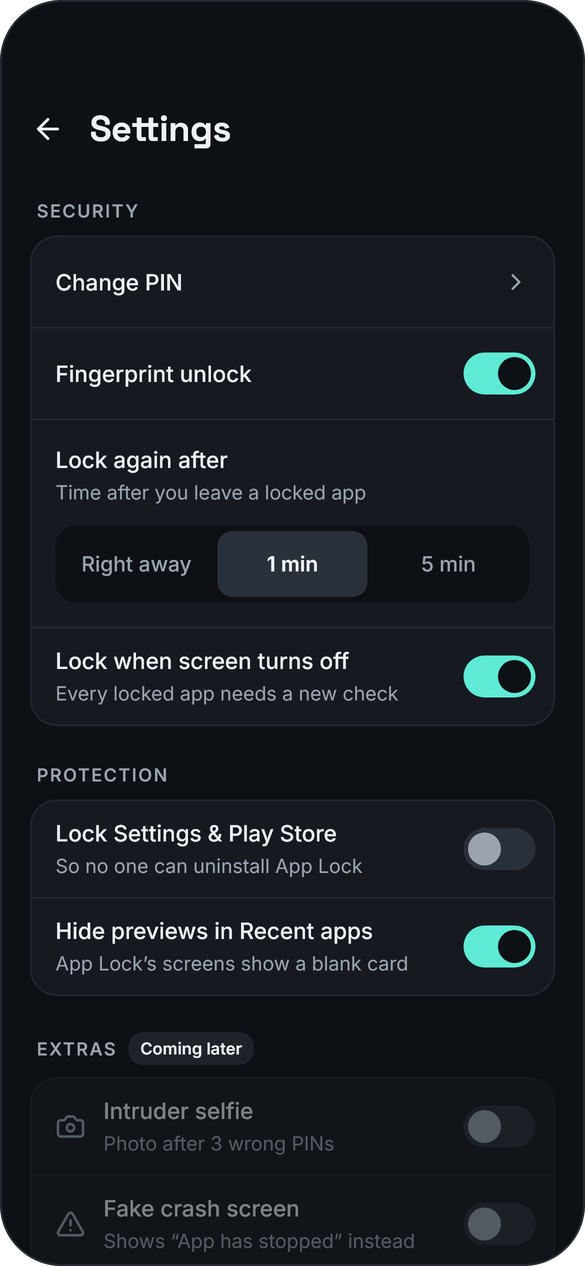 Settings
SECURITY
Change PIN
Fingerprint unlock
Lock again after
Time after you leave a locked app
Right away 1 min 5 min
Lock when screen turns off
Every locked app needs a new check
PROTECTION
Lock Settings & Play Store
So no one can uninstall App Lock
Hide previews in Recent apps
App Lock’s screens show a blank card
EXTRAS Coming later
Intruder selfie
Photo after 3 wrong PINs
Fake crash screen
Shows “App has stopped” instead